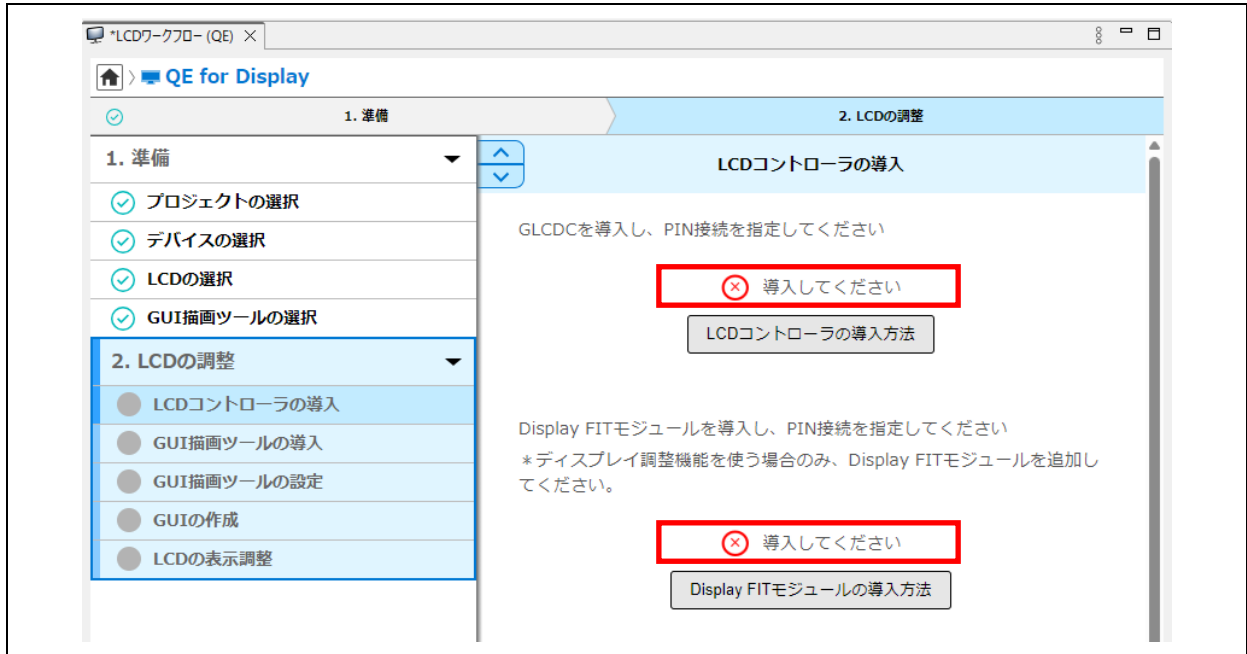 *LCDワークフロー (QE)
QE for Display
1. 準備
2. LCDの調整
1. 準備
プロジェクトの選択
デバイスの選択
LCDの選択
GUI描画ツールの選択
2. LCDの調整
LCDコントローラの導入
GUI描画ツールの導入
GUI描画ツールの設定
GUIの作成
LCDの表示調整
LCDコントローラの導入
GLCDCを導入し、PIN接続を指定してください
導入してください
LCDコントローラの導入方法
Display FITモジュールを導入し、PIN接続を指定してください
*ディスプレイ調整機能を使う場合のみ、Display FITモジュールを追加し
てください。
導入してください
Display FITモジュールの導入方法